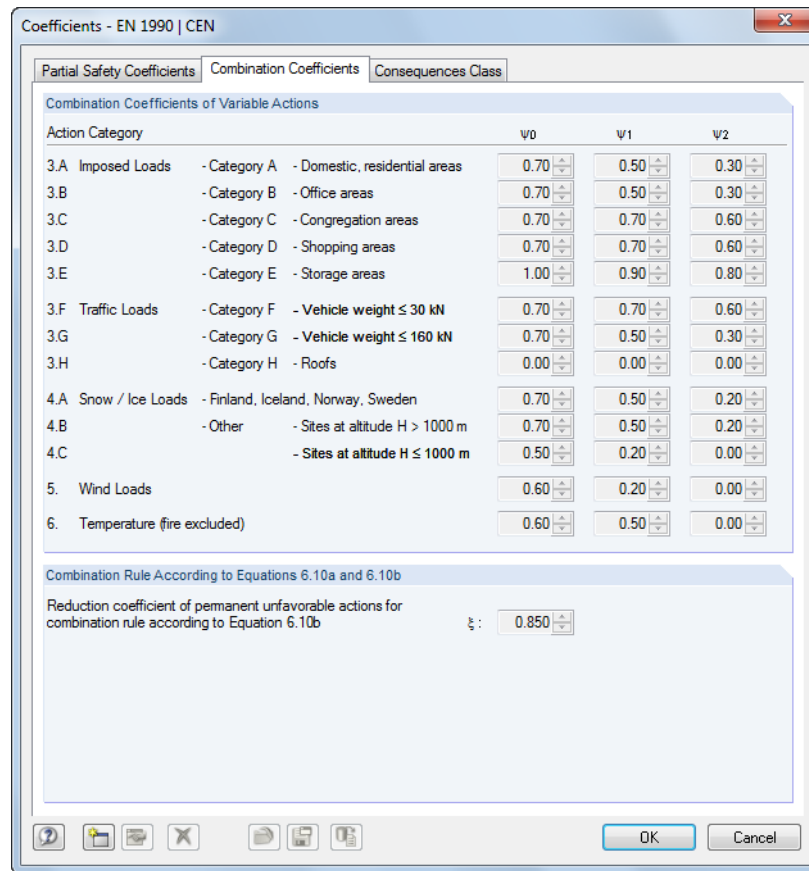 Coefficients - EN 1990 | CEN
Partial Safety Coefficients Combination Coefficients Consequences Class
Combination Coefficients of Variable Actions
Action Category ψ0 ψ1 ψ2
3.A Imposed Loads - Category A - Domestic, residential areas 0.70 0.50 0.30
3.B - Category B - Office areas 0.70 0.50 0.30
3.C - Category C - Congregation areas 0.70 0.70 0.60
3.D - Category D - Shopping areas 0.70 0.70 0.60
3.E - Category E - Storage areas 1.00 0.90 0.80
3.F Traffic Loads - Category F - Vehicle weight ≤ 30 kN 0.70 0.70 0.60
3.G - Category G - Vehicle weight ≤ 160 kN 0.70 0.50 0.30
3.H - Category H - Roofs 0.00 0.00 0.00
4.A Snow / Ice Loads - Finland, Iceland, Norway, Sweden 0.70 0.50 0.20
4.B - Other - Sites at altitude H > 1000 m 0.70 0.50 0.20
4.C - Sites at altitude H ≤ 1000 m 0.50 0.20 0.00
5. Wind Loads 0.60 0.20 0.00
6. Temperature (fire excluded) 0.60 0.50 0.00
Combination Rule According to Equations 6.10a and 6.10b
Reduction coefficient of permanent unfavorable actions for
combination rule according to Equation 6.10b ξ : 0.850
OK Cancel